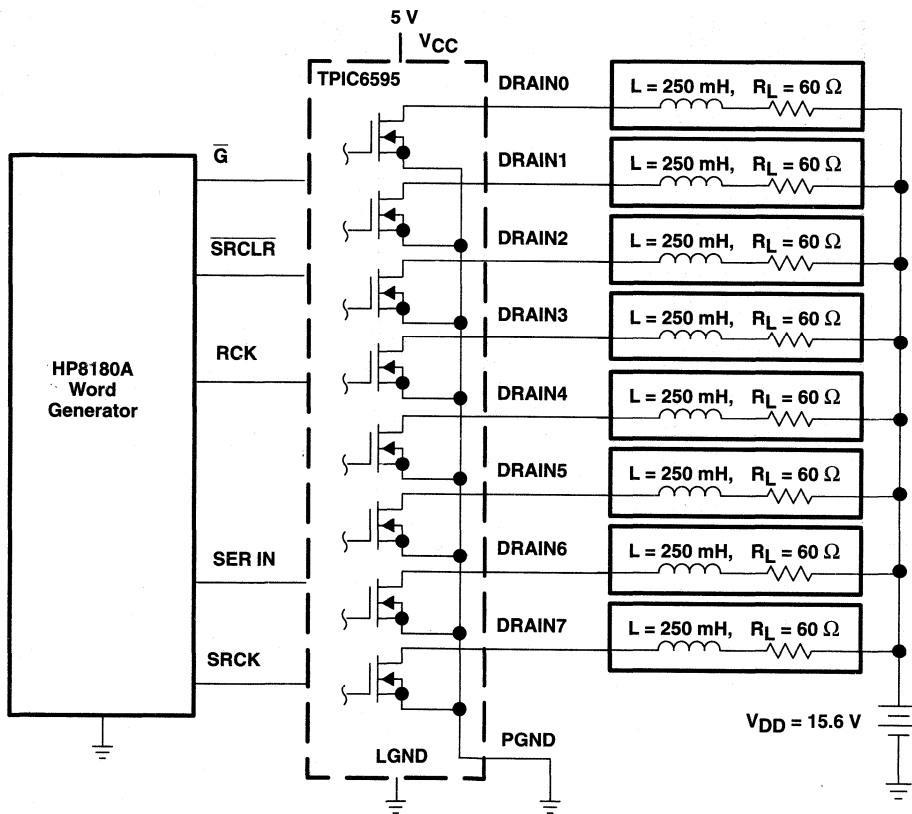 5 V
VCC
TPIC6595
DRAIN0
L = 250 mH, RL = 60 Ω
G̅
DRAIN1
L = 250 mH, RL = 60 Ω
S̅R̅C̅L̅R̅
DRAIN2
L = 250 mH, RL = 60 Ω
DRAIN3
L = 250 mH, RL = 60 Ω
RCK
HP8180A
Word
Generator
DRAIN4
L = 250 mH, RL = 60 Ω
DRAIN5
L = 250 mH, RL = 60 Ω
SER IN
DRAIN6
L = 250 mH, RL = 60 Ω
DRAIN7
L = 250 mH, RL = 60 Ω
SRCK
VDD = 15.6 V
PGND
LGND